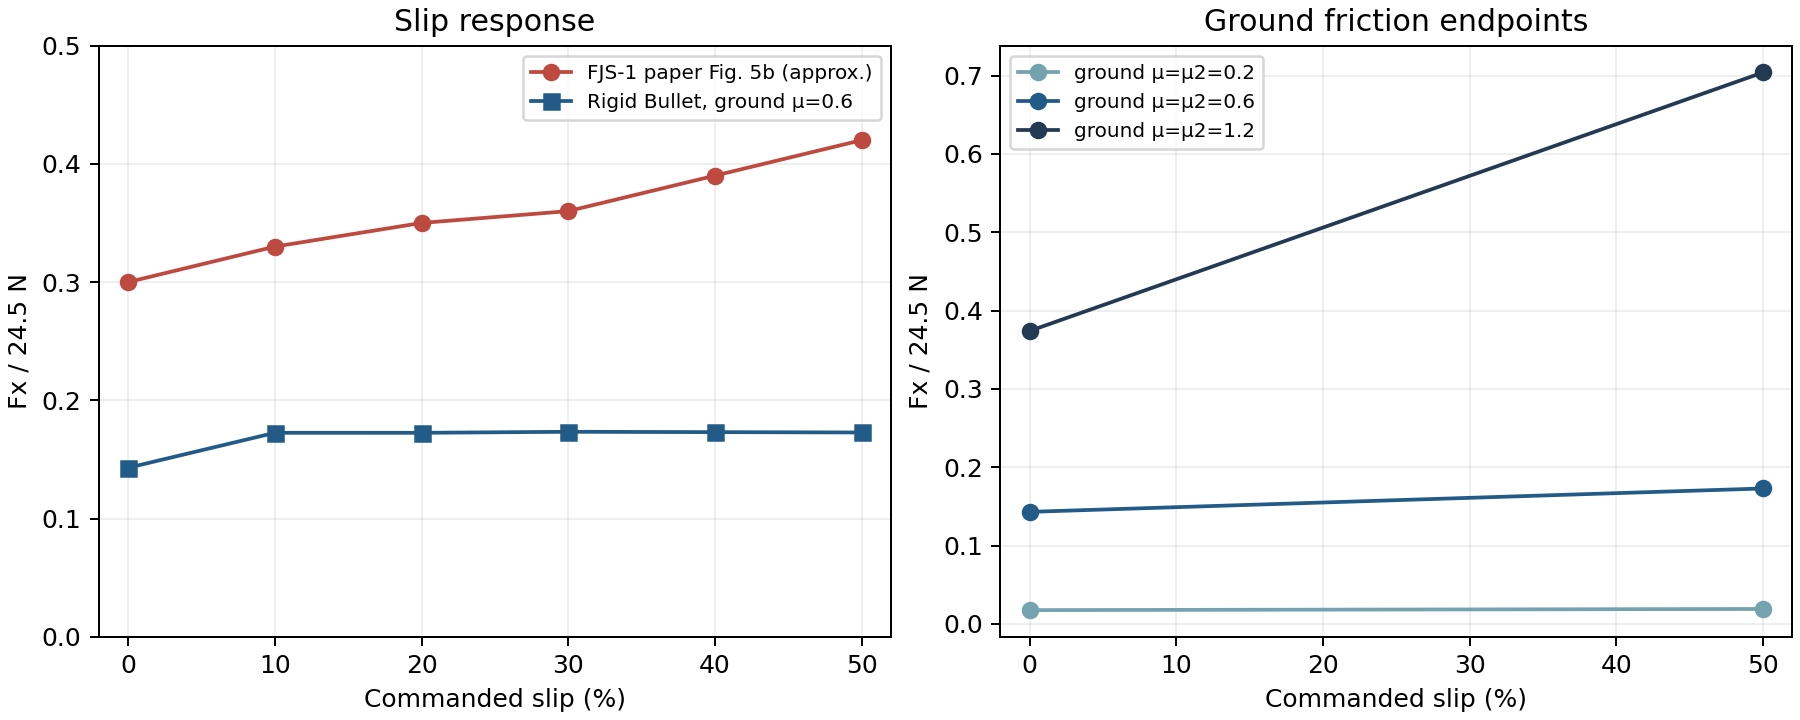 Slip response
0.5
0.4
0.3
0.2
0.1
0.0
Fx / 24.5 N
FJS-1 paper Fig. 5b (approx.)
Rigid Bullet, ground μ=0.6
0 10 20 30 40 50
Commanded slip (%)
Ground friction endpoints
0.7
0.6
0.5
0.4
0.3
0.2
0.1
0.0
Fx / 24.5 N
ground μ=μ2=0.2
ground μ=μ2=0.6
ground μ=μ2=1.2
0 10 20 30 40 50
Commanded slip (%)